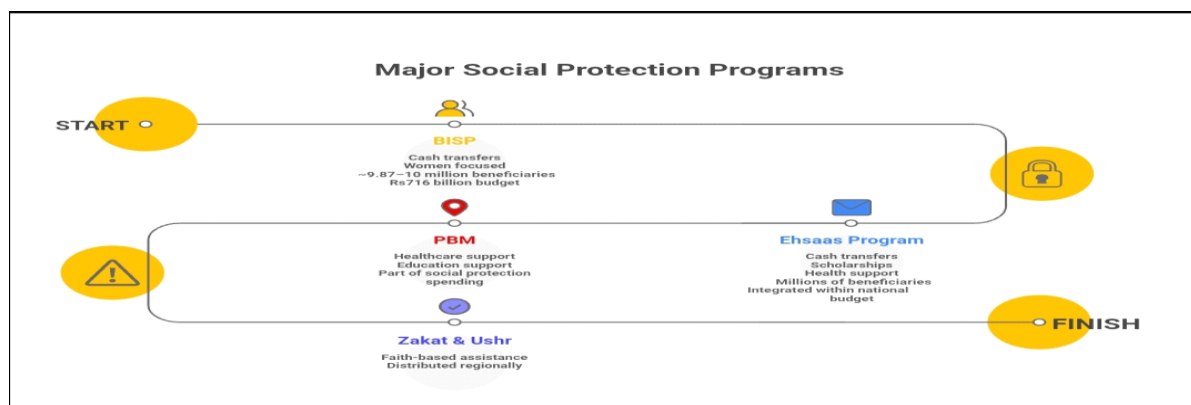 Major Social Protection Programs
START
BISP
Cash transfers
Women focused
~9.87–10 million beneficiaries
Rs716 billion budget
Ehsaas Program
Cash transfers
Scholarships
Health support
Millions of beneficiaries
Integrated within national
budget
PBM
Healthcare support
Education support
Part of social protection
spending
Zakat & Ushr
Faith-based assistance
Distributed regionally
FINISH